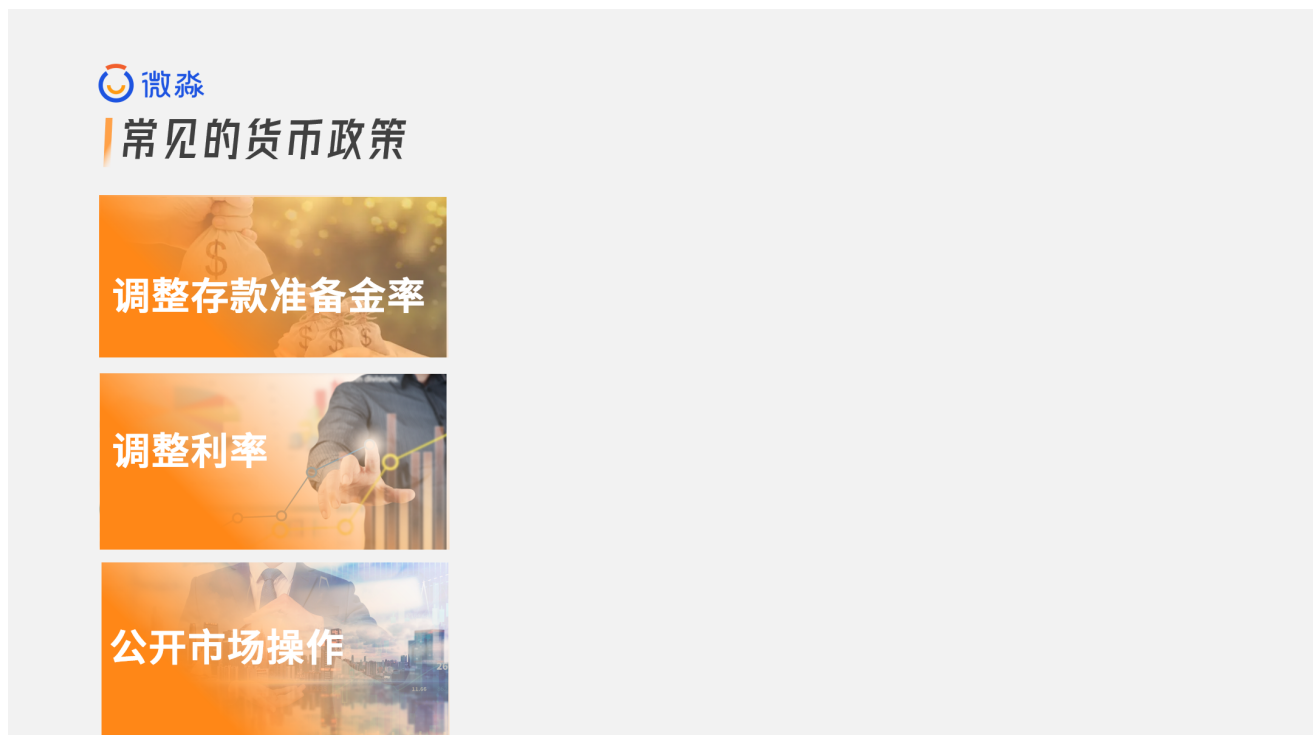 微淼
常见的货币政策
调整存款准备金率
调整利率
公开市场操作